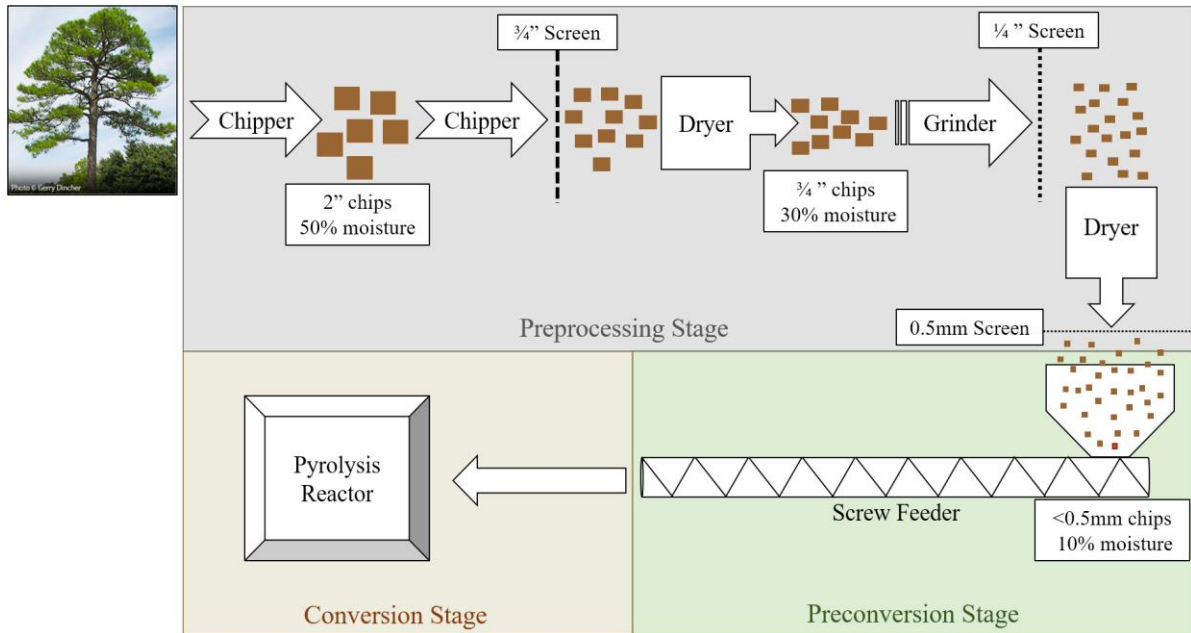 Photo © Gerry Dincher
Chipper
2” chips
50% moisture
Chipper
¾” Screen
Dryer
¾ ” chips
30% moisture
Grinder
¼ ” Screen
Dryer
0.5mm Screen
Preprocessing Stage
<0.5mm chips
10% moisture
Screw Feeder
Preconversion Stage
Pyrolysis
Reactor
Conversion Stage